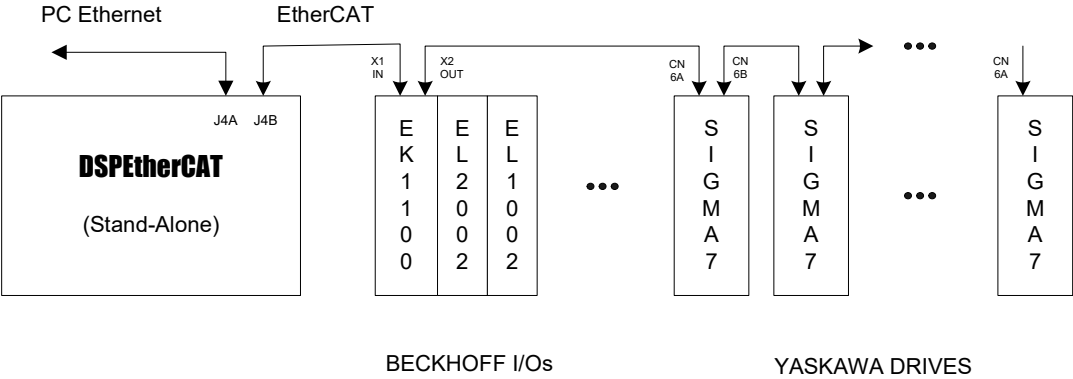 PC Ethernet
EtherCAT
X1
IN
X2
OUT
CN
6A
CN
6B
CN
6A
J4A
J4B
DSPEtherCAT
(Stand-Alone)
EK1100
EL2002
EL1002
SIGMA7
SIGMA7
SIGMA7
BECKHOFF I/Os
YASKAWA DRIVES